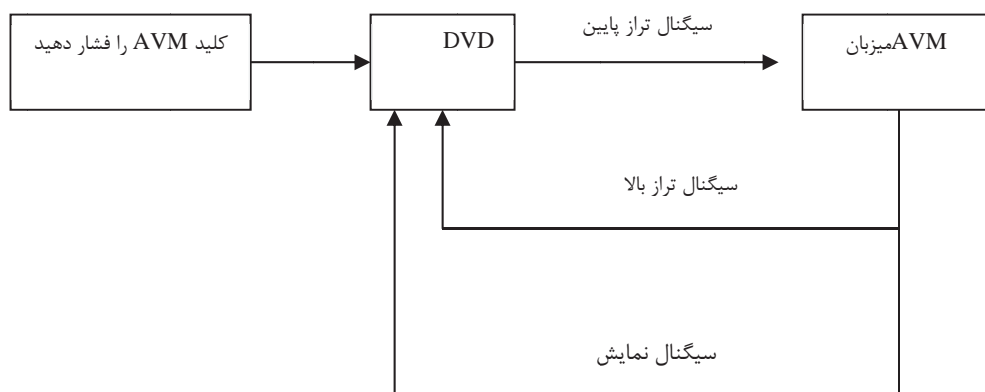 کلید AVM را فشار دهید
DVD
سیگنال تراز پایین
AVMمیزبان
سیگنال تراز بالا
سیگنال نمایش